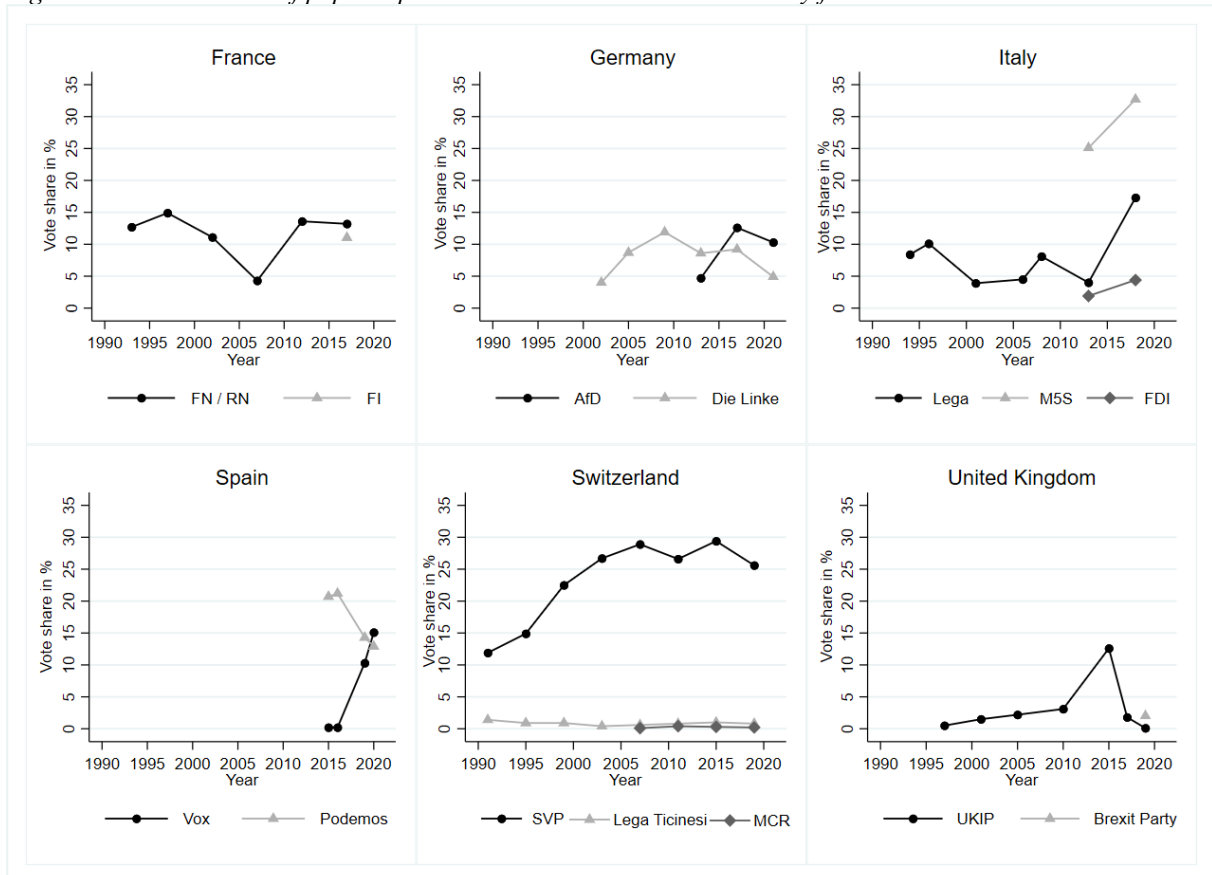 France
Vote share in %
35
30
25
20
15
10
5
0
1990 1995 2000 2005 2010 2015 2020
Year
FN / RN FI
Germany
Vote share in %
35
30
25
20
15
10
5
0
1990 1995 2000 2005 2010 2015 2020
Year
AfD Die Linke
Italy
Vote share in %
35
30
25
20
15
10
5
0
1990 1995 2000 2005 2010 2015 2020
Year
Lega M5S FDI
Spain
Vote share in %
35
30
25
20
15
10
5
0
1990 1995 2000 2005 2010 2015 2020
Year
Vox Podemos
Switzerland
Vote share in %
35
30
25
20
15
10
5
0
1990 1995 2000 2005 2010 2015 2020
Year
SVP Lega Ticinesi MCR
United Kingdom
Vote share in %
35
30
25
20
15
10
5
0
1990 1995 2000 2005 2010 2015 2020
Year
UKIP Brexit Party